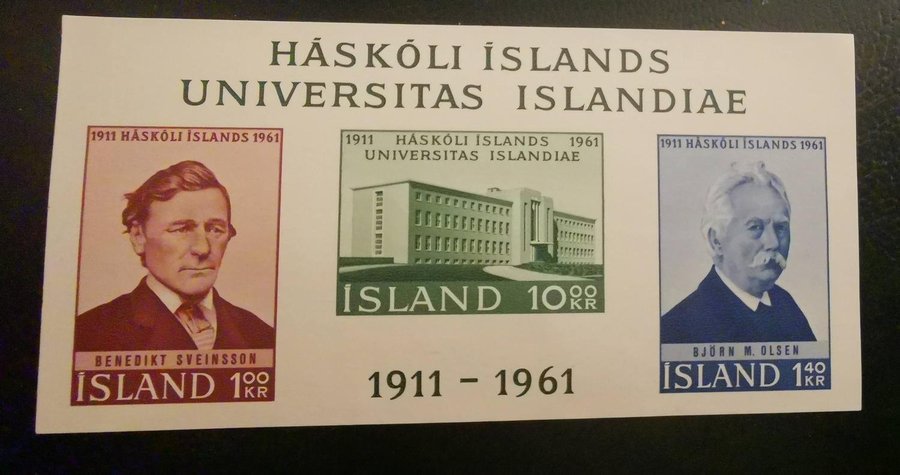 HÁSKÓLI ÍSLANDS
UNIVERSITAS ISLANDIAE
1911 HÁSKÓLI ÍSLANDS 1961
BENEDIKT SVEINSSON
ÍSLAND 1.00 KR
1911 HÁSKÓLI ÍSLANDS 1961
UNIVERSITAS ISLANDIAE
ÍSLAND 10.00 KR
1911 HÁSKÓLI ÍSLANDS 1961
BJÖRN M. OLSEN
ÍSLAND 1.40 KR
1911 – 1961